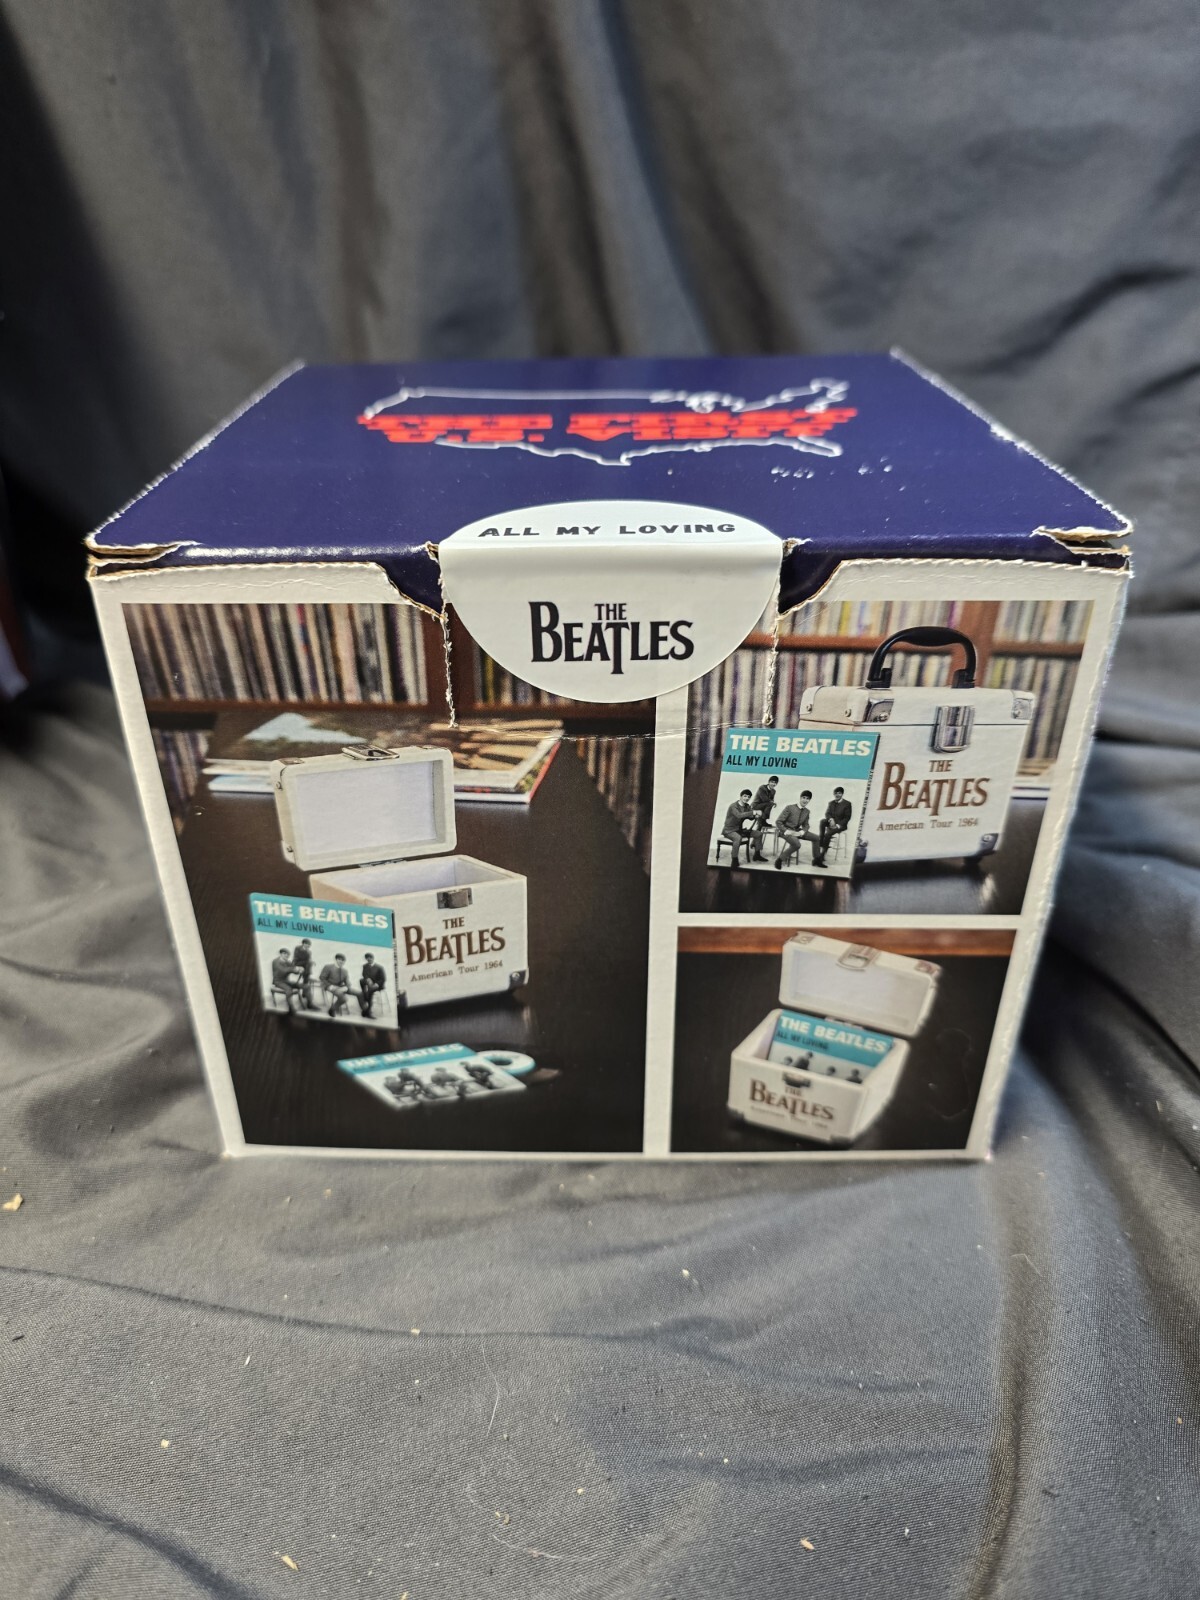 THE FIRST
U.S. VISIT
ALL MY LOVING
THE
BEATLES
THE BEATLES
ALL MY LOVING
THE
BEATLES
American Tour 1964
THE BEATLES
THE BEATLES
ALL MY LOVING
THE
BEATLES
American Tour 1964
THE BEATLES
ALL MY LOVING
THE
BEATLES